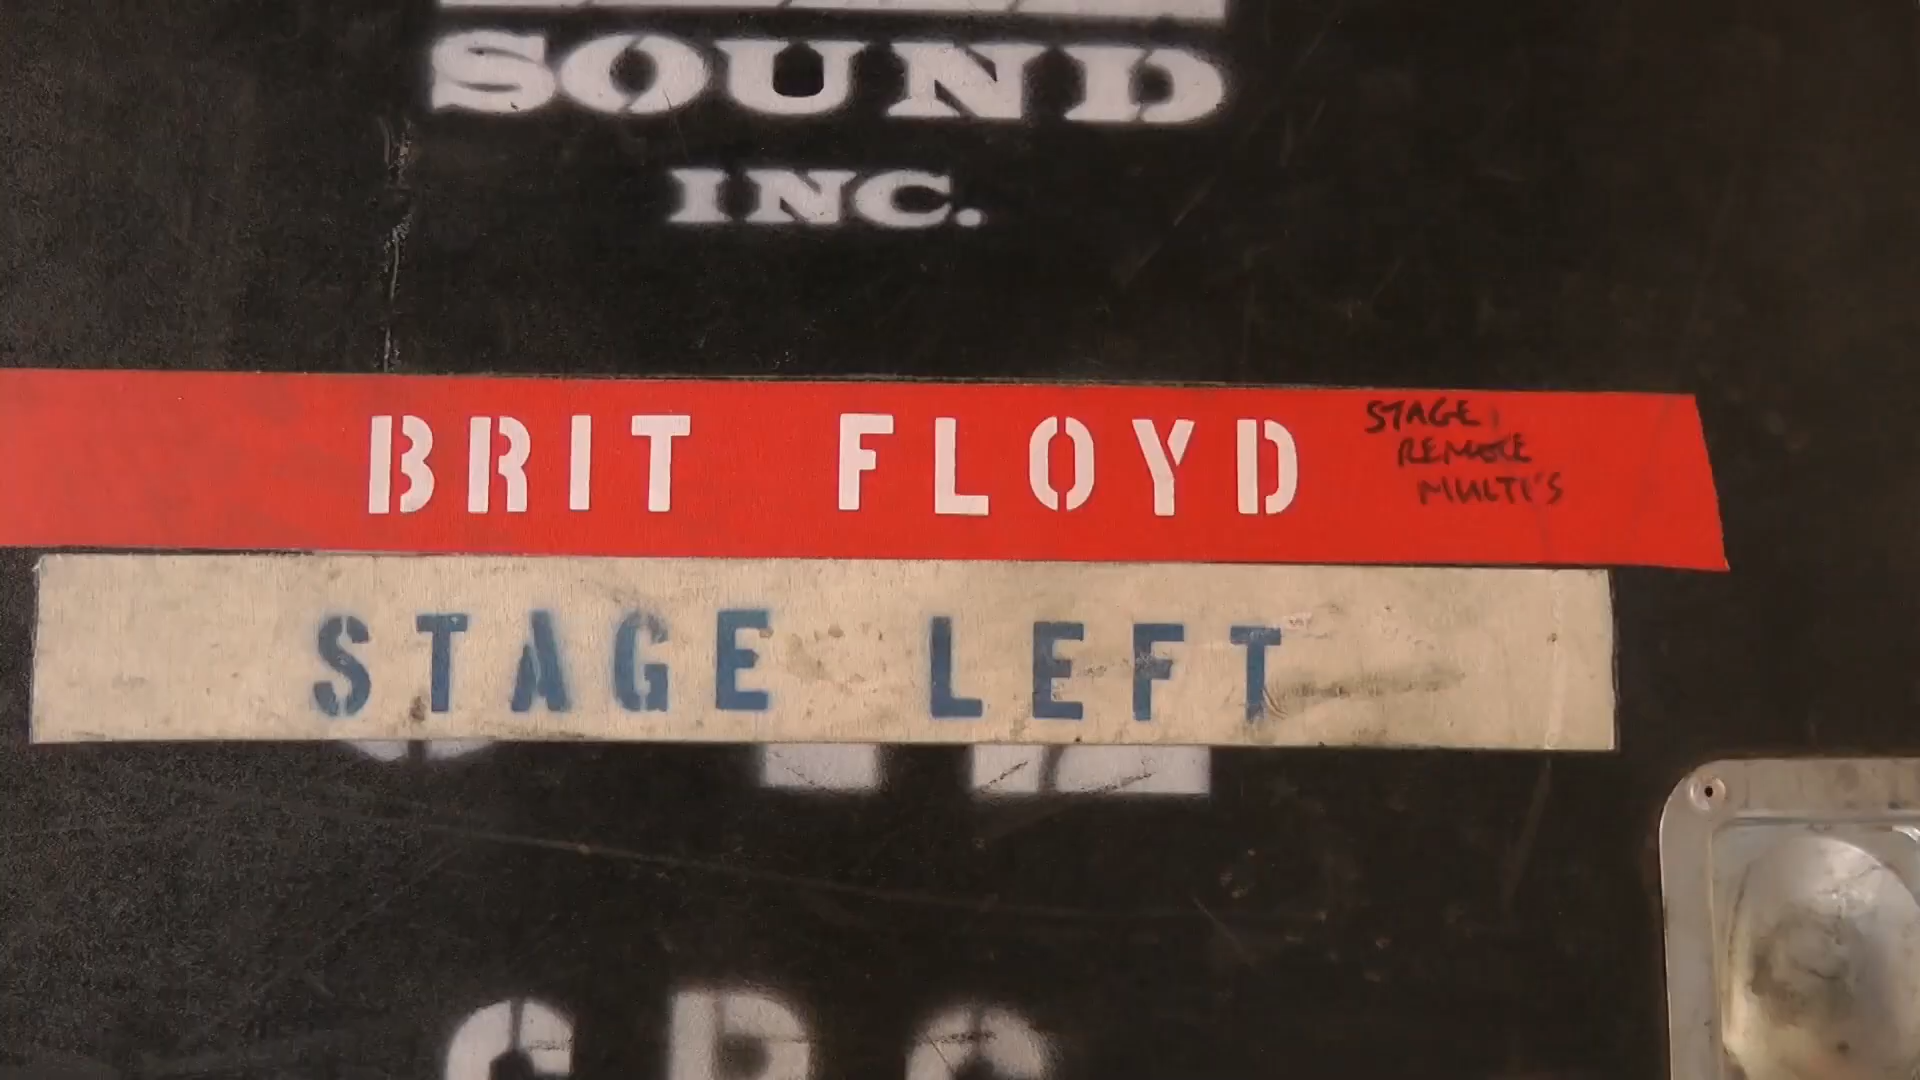 SOUND
INC.
BRIT FLOYD
STAGE
REMOTE
MULTI'S
STAGE LEFT